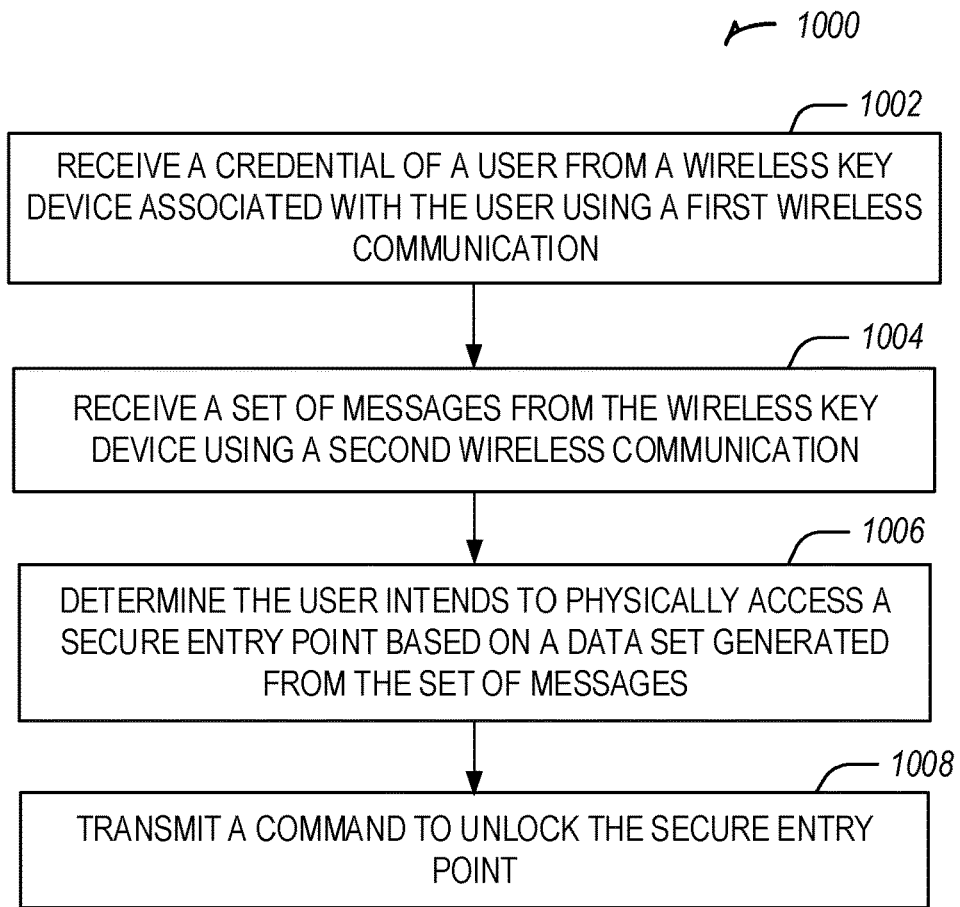 1000
1002
RECEIVE A CREDENTIAL OF A USER FROM A WIRELESS KEY
DEVICE ASSOCIATED WITH THE USER USING A FIRST WIRELESS
COMMUNICATION
1004
RECEIVE A SET OF MESSAGES FROM THE WIRELESS KEY
DEVICE USING A SECOND WIRELESS COMMUNICATION
1006
DETERMINE THE USER INTENDS TO PHYSICALLY ACCESS A
SECURE ENTRY POINT BASED ON A DATA SET GENERATED
FROM THE SET OF MESSAGES
1008
TRANSMIT A COMMAND TO UNLOCK THE SECURE ENTRY
POINT